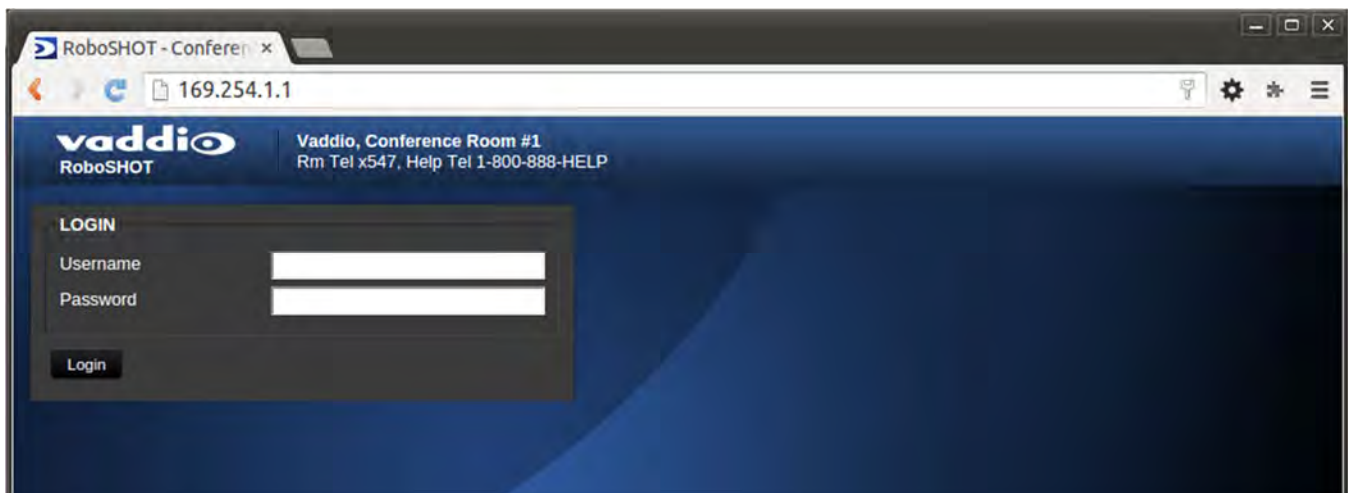 RoboSHOT - Conferen
169.254.1.1
vaddio
RoboSHOT
Vaddio, Conference Room #1
Rm Tel x547, Help Tel 1-800-888-HELP
LOGIN
Username
Password
Login